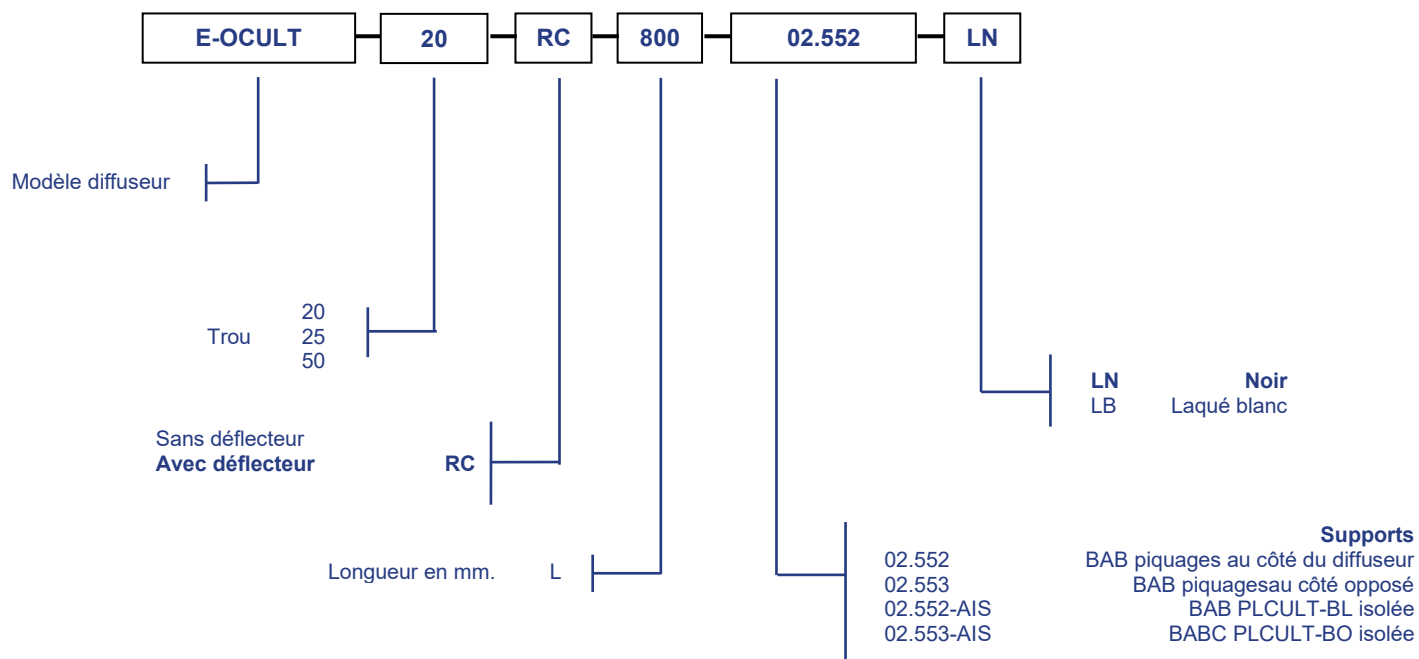 E-OCULT 20 RC 800 02.552 LN
Modèle diffuseur
20
Trou 25
50
LN Noir
LB Laqué blanc
Sans déflecteur
Avec déflecteur RC
Longueur en mm. L
Supports
02.552 BAB piquages au côté du diffuseur
02.553 BAB piquagesau côté opposé
02.552-AIS BAB PLCULT-BL isolée
02.553-AIS BABC PLCULT-BO isolée